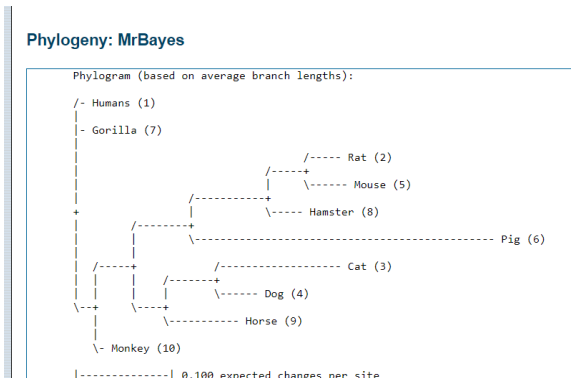 Phylogeny: MrBayes
Phylogram (based on average branch lengths):
/- Humans (1)
|- Gorilla (7)
/----- Rat (2)
\------ Mouse (5)
\----- Hamster (8)
Pig (6)
Cat (3)
\------ Dog (4)
\----------- Horse (9)
\- Monkey (10)
|--------------| 0.100 expected changes per site